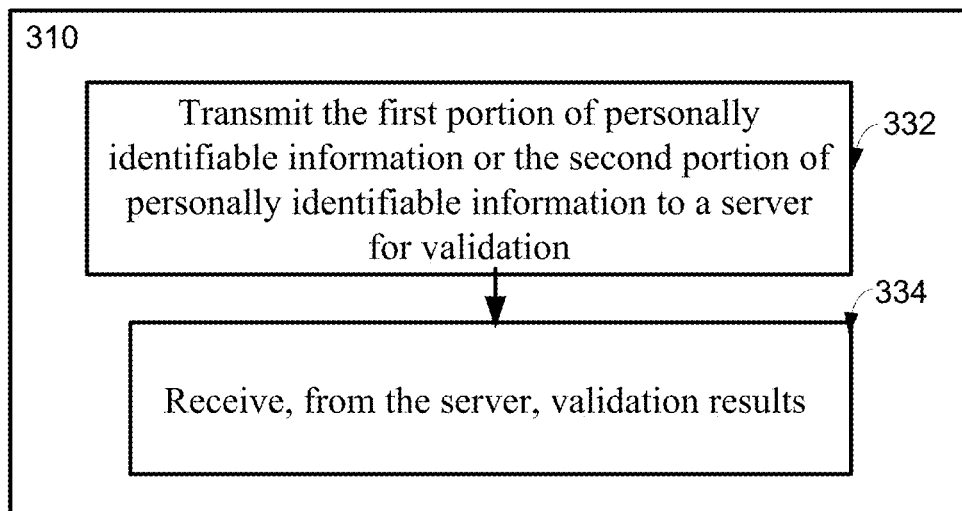 310
Transmit the first portion of personally
identifiable information or the second portion of
personally identifiable information to a server
for validation
332
334
Receive, from the server, validation results